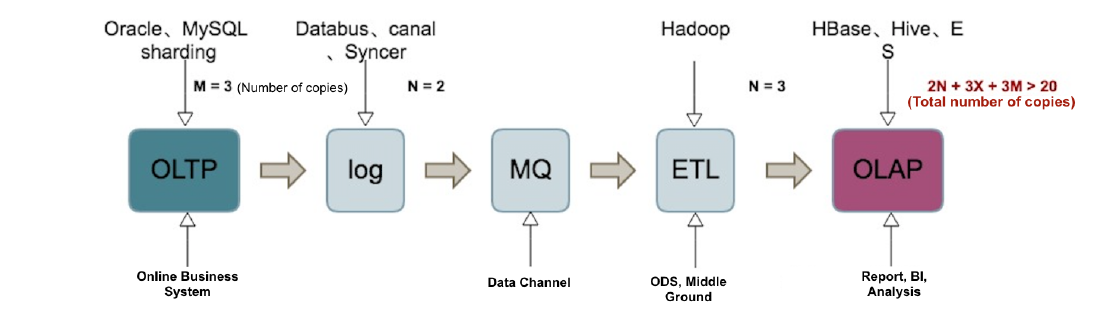 Oracle、MySQL
sharding
Databus、canal
、Syncer
Hadoop
HBase、Hive、E
S
M = 3 (Number of copies)
N = 2
N = 3
2N + 3X + 3M > 20
(Total number of copies)
OLTP
log
MQ
ETL
OLAP
Online Business
System
Data Channel
ODS, Middle
Ground
Report, BI,
Analysis